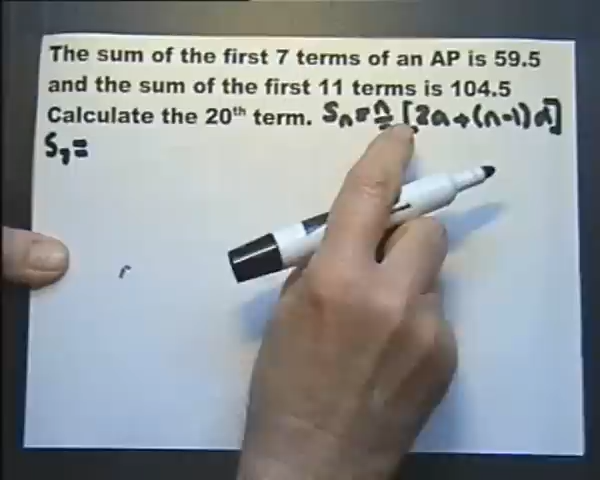 The sum of the first 7 terms of an AP is 59.5
and the sum of the first 11 terms is 104.5
Calculate the 20th term. Sn = n/2 [2a+(n-1)d]
S7 =